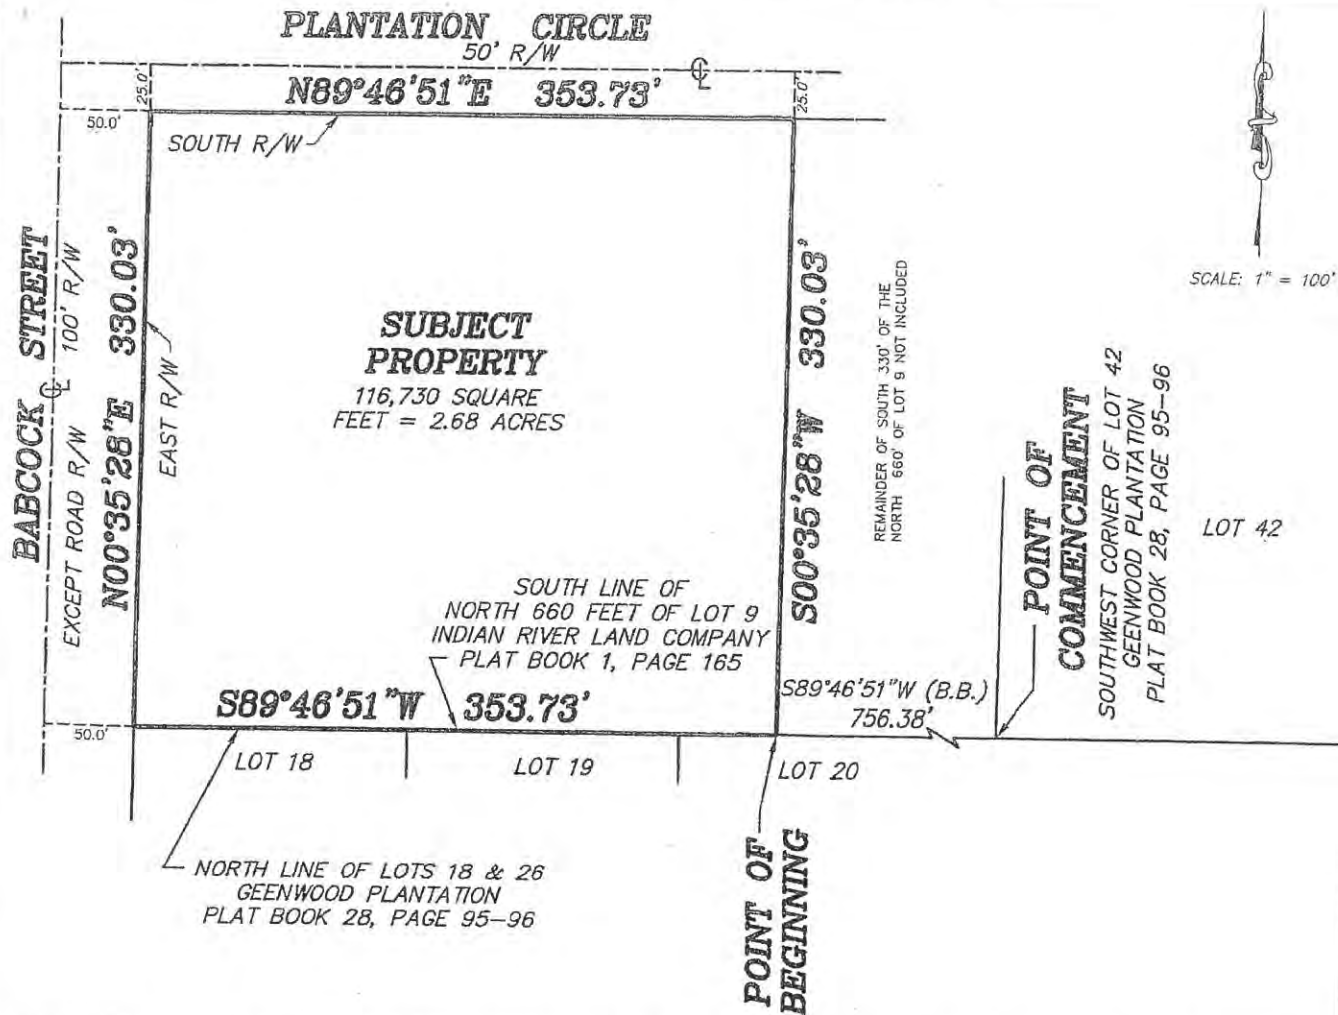 PLANTATION CIRCLE
50' R/W
25.0'
N89°46'51"E 353.73'
25.0'
50.0'
SOUTH R/W
BABCOCK STREET
100' R/W
EXCEPT ROAD R/W
N00°35'28"E 330.03'
EAST R/W
SUBJECT
PROPERTY
116,730 SQUARE
FEET = 2.68 ACRES
S00°35'28"W 330.03'
REMAINDER OF SOUTH 330' OF THE
NORTH 660' OF LOT 9 NOT INCLUDED
SCALE: 1" = 100'
POINT OF
COMMENCEMENT
SOUTHWEST CORNER OF LOT 42
GEENWOOD PLANTATION
PLAT BOOK 28, PAGE 95-96
LOT 42
SOUTH LINE OF
NORTH 660 FEET OF LOT 9
INDIAN RIVER LAND COMPANY
PLAT BOOK 1, PAGE 165
S89°46'51"W 353.73'
S89°46'51"W (B.B.)
756.38'
50.0'
LOT 18
LOT 19
LOT 20
NORTH LINE OF LOTS 18 & 26
GEENWOOD PLANTATION
PLAT BOOK 28, PAGE 95-96
POINT OF
BEGINNING